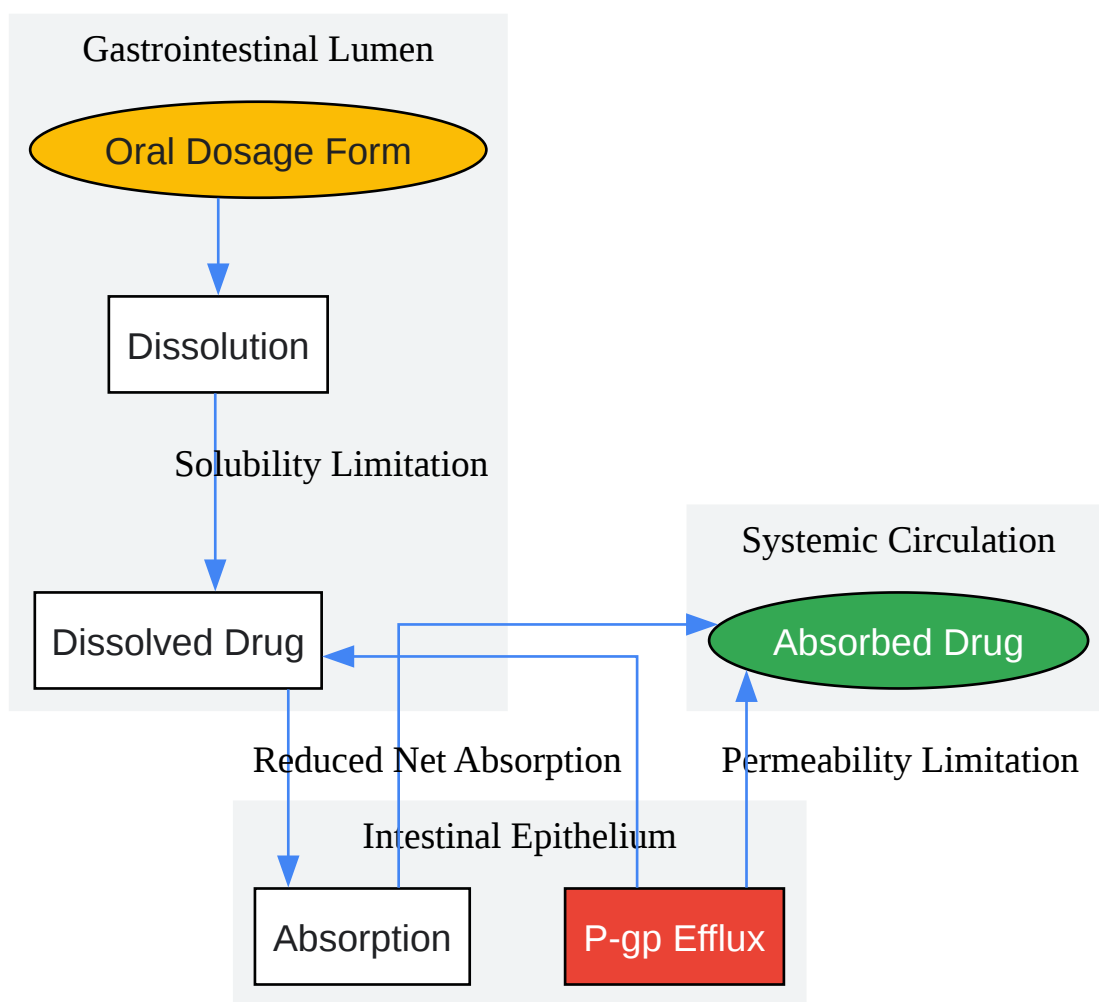 Gastrointestinal Lumen
Oral Dosage Form
Dissolution
Solubility Limitation
Systemic Circulation
Dissolved Drug
Absorbed Drug
Reduced Net Absorption
Permeability Limitation
Intestinal Epithelium
Absorption
P-gp Efflux